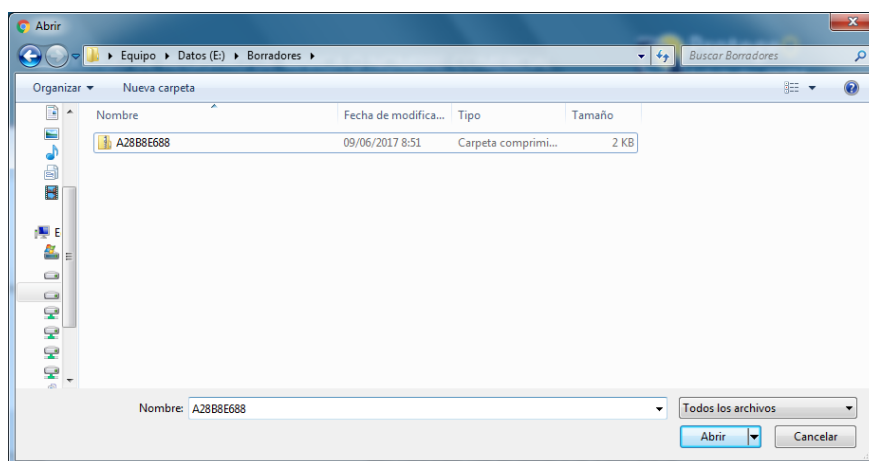 Abrir
Equipo Datos (E:) Borradores
Buscar Borradores
Organizar Nueva carpeta
Nombre Fecha de modifica... Tipo Tamaño
A28B8E688 09/06/2017 8:51 Carpeta comprimi... 2 KB
E
Nombre: A28B8E688 Todos los archivos
Abrir Cancelar